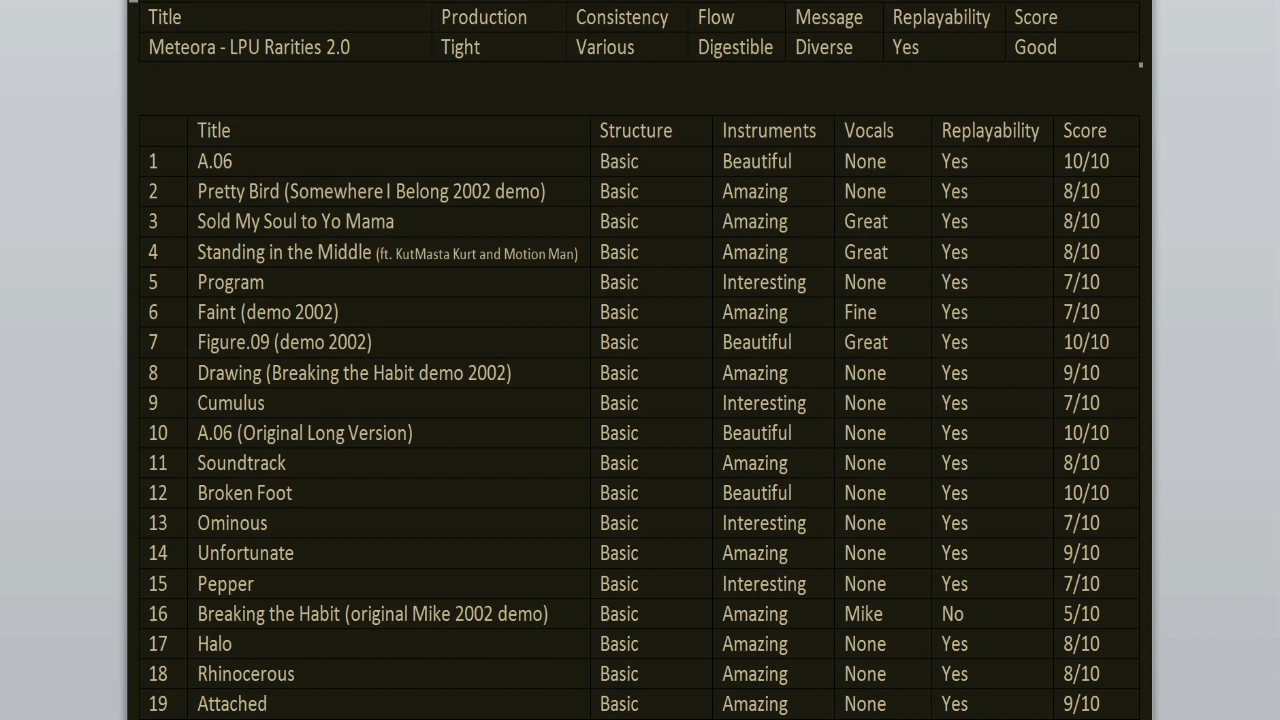 Title Production Consistency Flow Message Replayability Score
Meteora - LPU Rarities 2.0 Tight Various Digestible Diverse Yes Good
Title Structure Instruments Vocals Replayability Score
1 A.06 Basic Beautiful None Yes 10/10
2 Pretty Bird (Somewhere I Belong 2002 demo) Basic Amazing None Yes 8/10
3 Sold My Soul to Yo Mama Basic Amazing Great Yes 8/10
4 Standing in the Middle (ft. KutMasta Kurt and Motion Man) Basic Amazing Great Yes 8/10
5 Program Basic Interesting None Yes 7/10
6 Faint (demo 2002) Basic Amazing Fine Yes 7/10
7 Figure.09 (demo 2002) Basic Beautiful Great Yes 10/10
8 Drawing (Breaking the Habit demo 2002) Basic Amazing None Yes 9/10
9 Cumulus Basic Interesting None Yes 7/10
10 A.06 (Original Long Version) Basic Beautiful None Yes 10/10
11 Soundtrack Basic Amazing None Yes 8/10
12 Broken Foot Basic Beautiful None Yes 10/10
13 Ominous Basic Interesting None Yes 7/10
14 Unfortunate Basic Amazing None Yes 9/10
15 Pepper Basic Interesting None Yes 7/10
16 Breaking the Habit (original Mike 2002 demo) Basic Amazing Mike No 5/10
17 Halo Basic Amazing None Yes 8/10
18 Rhinocerous Basic Amazing None Yes 8/10
19 Attached Basic Amazing None Yes 9/10